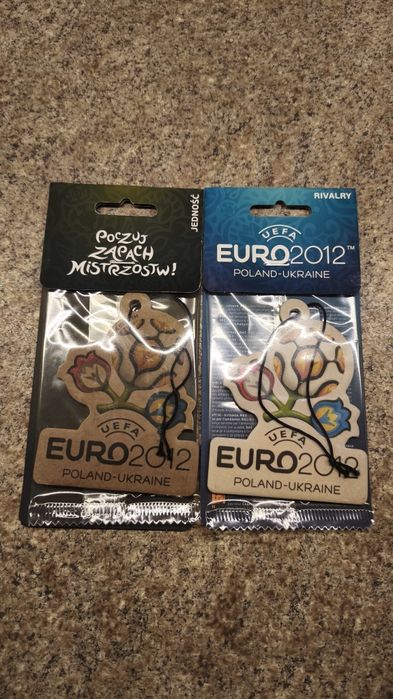 JEDNOŚĆ
POCZUJ
ZAPACH
MISTRZOSTW!
UEFA
EURO2012
POLAND-UKRAINE
RIVALRY
UEFA
EURO2012™
POLAND-UKRAINE
UEFA
EURO2012
POLAND-UKRAINE